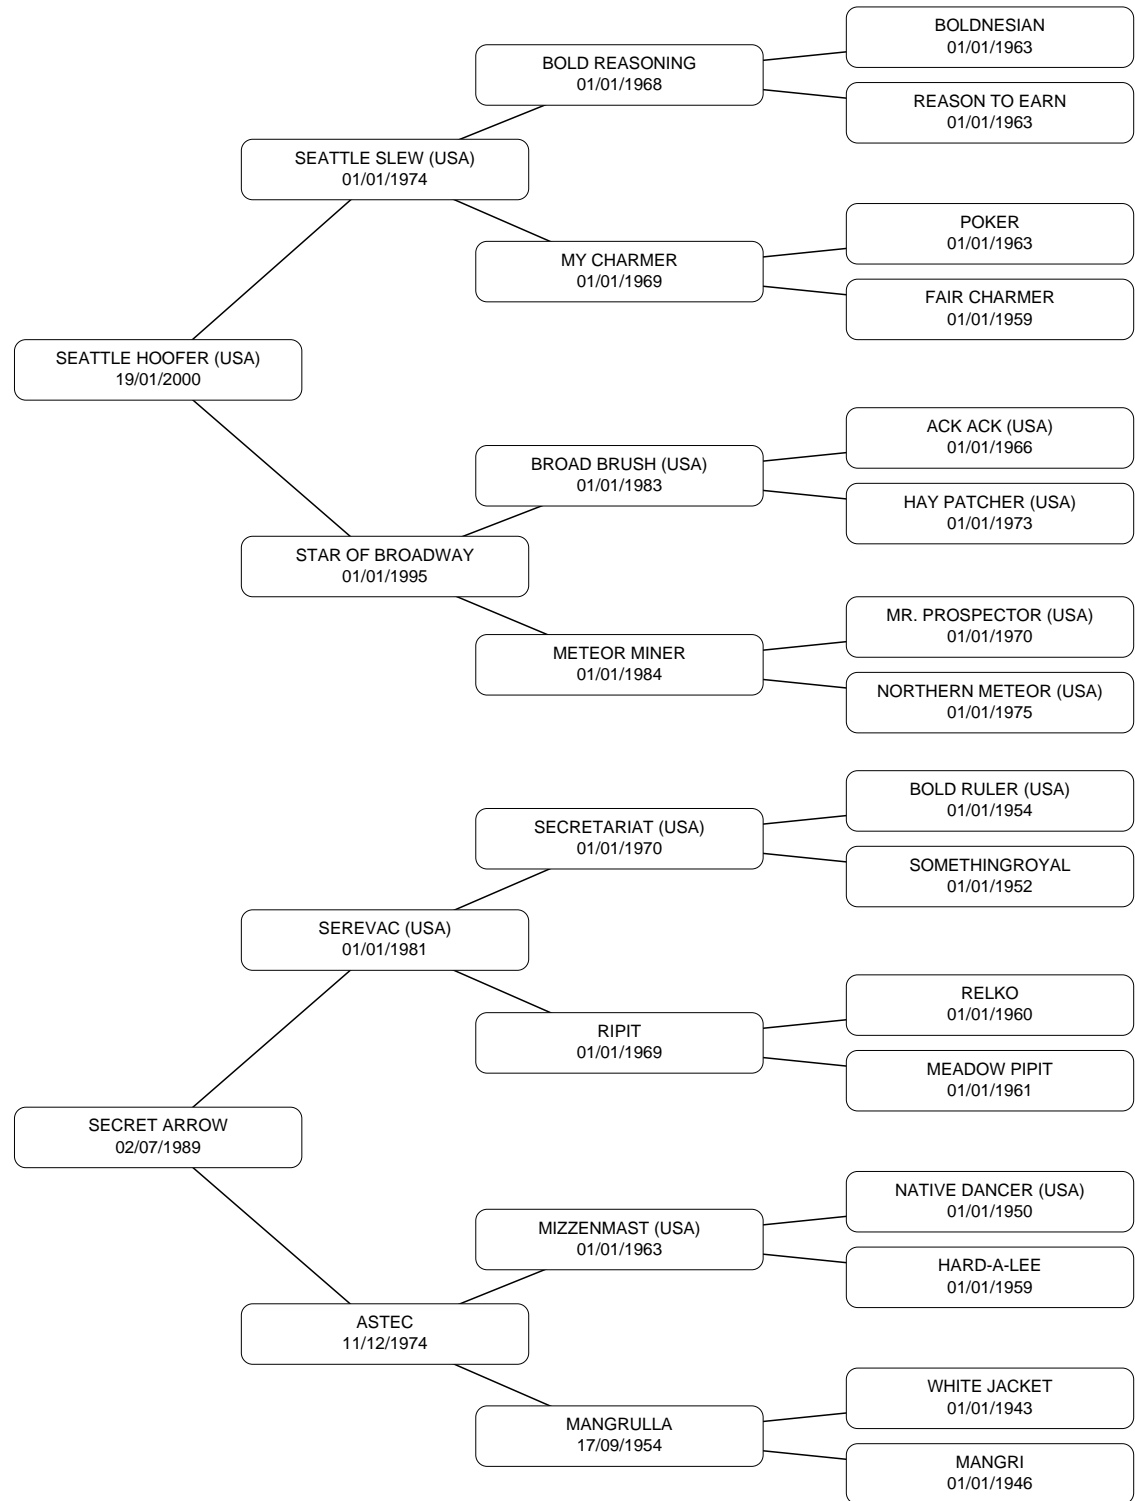 BOLDNESIAN
01/01/1963
BOLD REASONING
01/01/1968
REASON TO EARN
01/01/1963
SEATTLE SLEW (USA)
01/01/1974
POKER
01/01/1963
MY CHARMER
01/01/1969
FAIR CHARMER
01/01/1959
SEATTLE HOOFER (USA)
19/01/2000
ACK ACK (USA)
01/01/1966
BROAD BRUSH (USA)
01/01/1983
HAY PATCHER (USA)
01/01/1973
STAR OF BROADWAY
01/01/1995
MR. PROSPECTOR (USA)
01/01/1970
METEOR MINER
01/01/1984
NORTHERN METEOR (USA)
01/01/1975
BOLD RULER (USA)
01/01/1954
SECRETARIAT (USA)
01/01/1970
SOMETHINGROYAL
01/01/1952
SEREVAC (USA)
01/01/1981
RELKO
01/01/1960
RIPIT
01/01/1969
MEADOW PIPIT
01/01/1961
SECRET ARROW
02/07/1989
NATIVE DANCER (USA)
01/01/1950
MIZZENMAST (USA)
01/01/1963
HARD-A-LEE
01/01/1959
ASTEC
11/12/1974
WHITE JACKET
01/01/1943
MANGRULLA
17/09/1954
MANGRI
01/01/1946